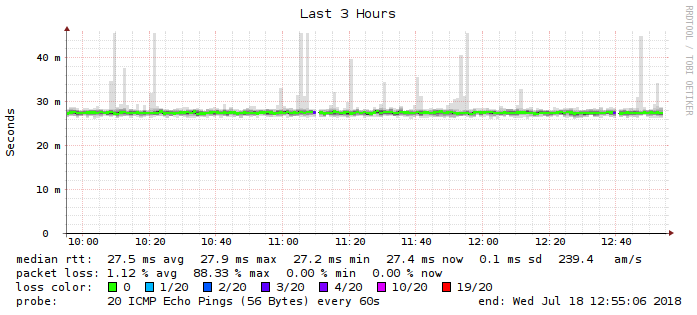 Last 3 Hours
RRDTOOL / TOBI OETIKER
Seconds
40 m
30 m
20 m
10 m
0
10:00 10:20 10:40 11:00 11:20 11:40 12:00 12:20 12:40
median rtt: 27.5 ms avg 27.9 ms max 27.2 ms min 27.4 ms now 0.1 ms sd 239.4 am/s
packet loss: 1.12 % avg 88.33 % max 0.00 % min 0.00 % now
loss color: 0 1/20 2/20 3/20 4/20 10/20 19/20
probe: 20 ICMP Echo Pings (56 Bytes) every 60s end: Wed Jul 18 12:55:06 2018